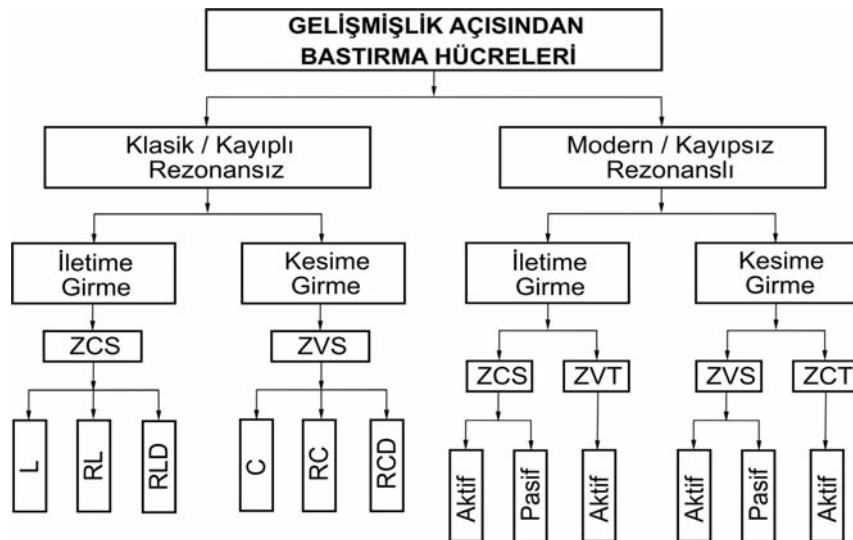 GELİŞMİŞLİK AÇISINDAN
BASTIRMA HÜCRELERİ
Klasik / Kayıplı
Rezonansız
Modern / Kayıpsız
Rezonanslı
İletime
Girme
Kesime
Girme
İletime
Girme
Kesime
Girme
ZCS
ZVS
ZCS
ZVT
ZVS
ZCT
L
RL
RLD
C
RC
RCD
Aktif
Pasif
Aktif
Aktif
Pasif
Aktif